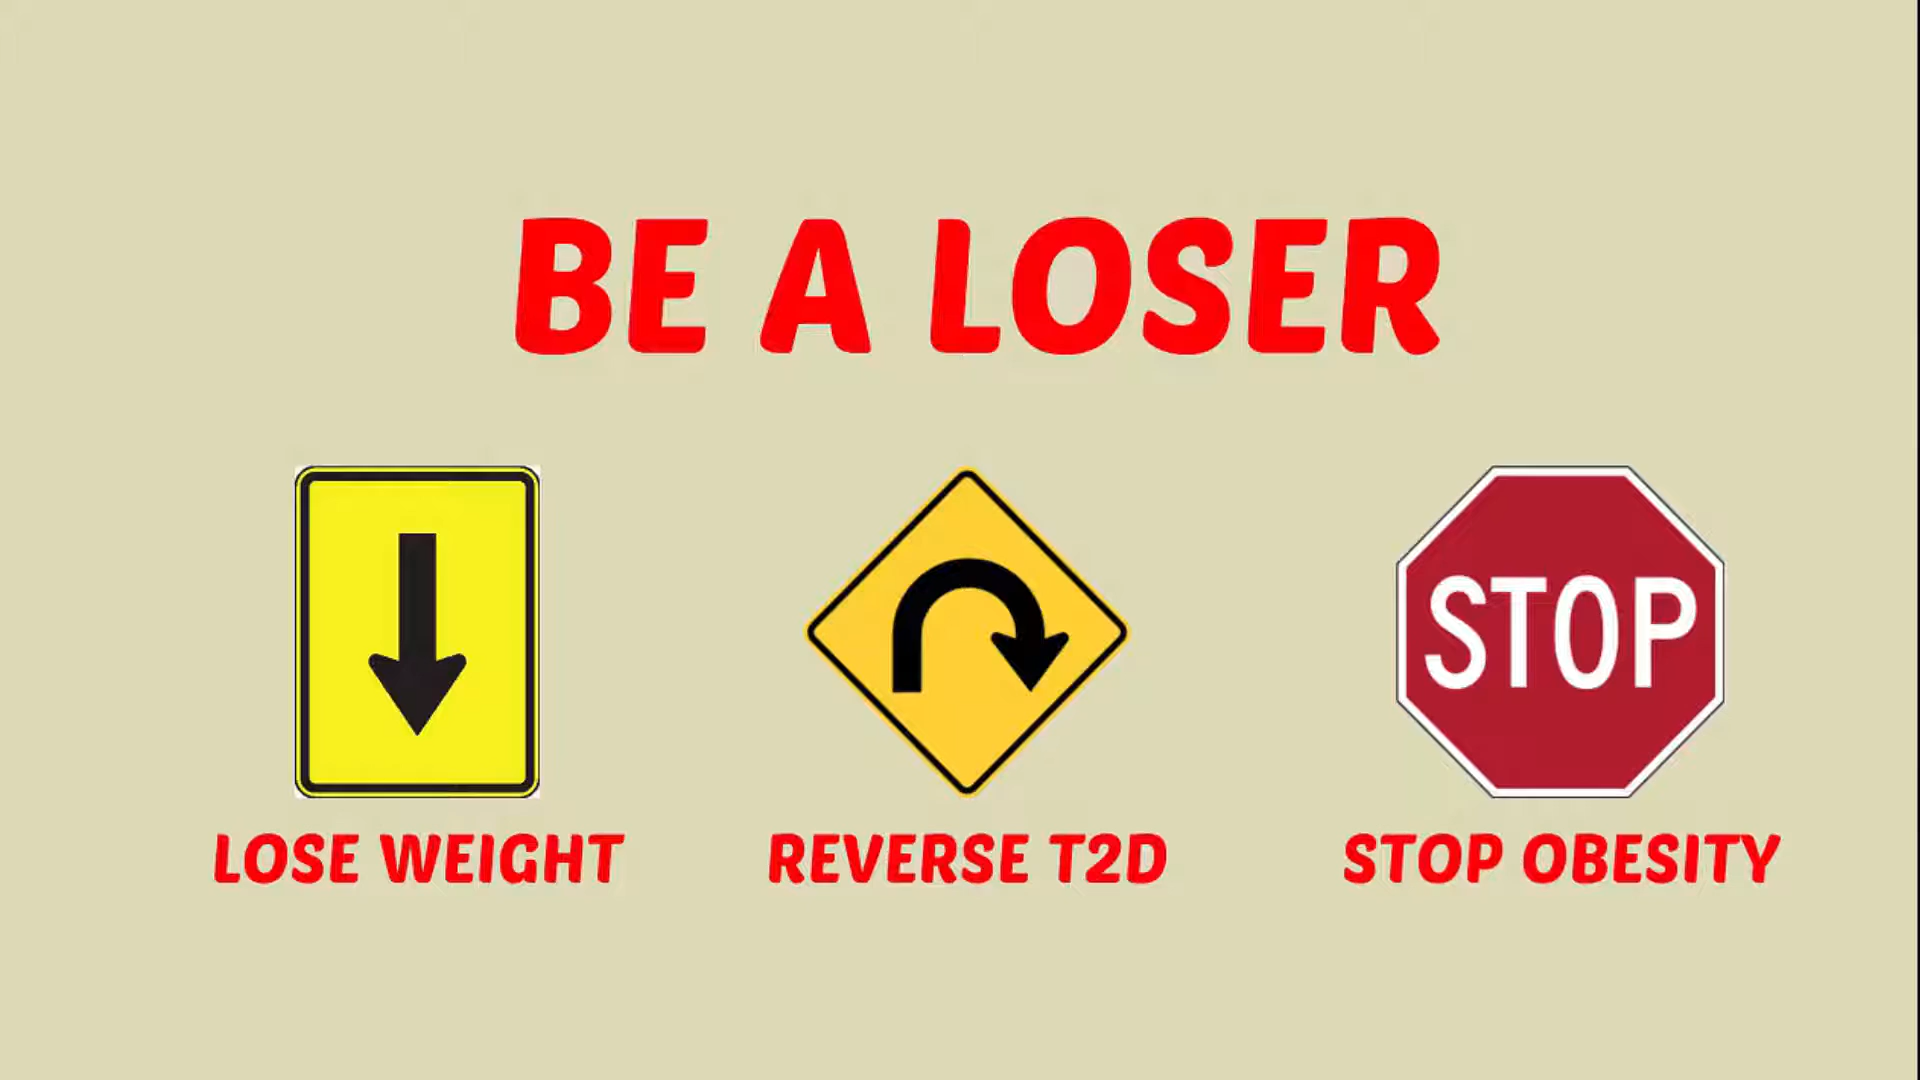 BE A LOSER
STOP
LOSE WEIGHT
REVERSE T2D
STOP OBESITY